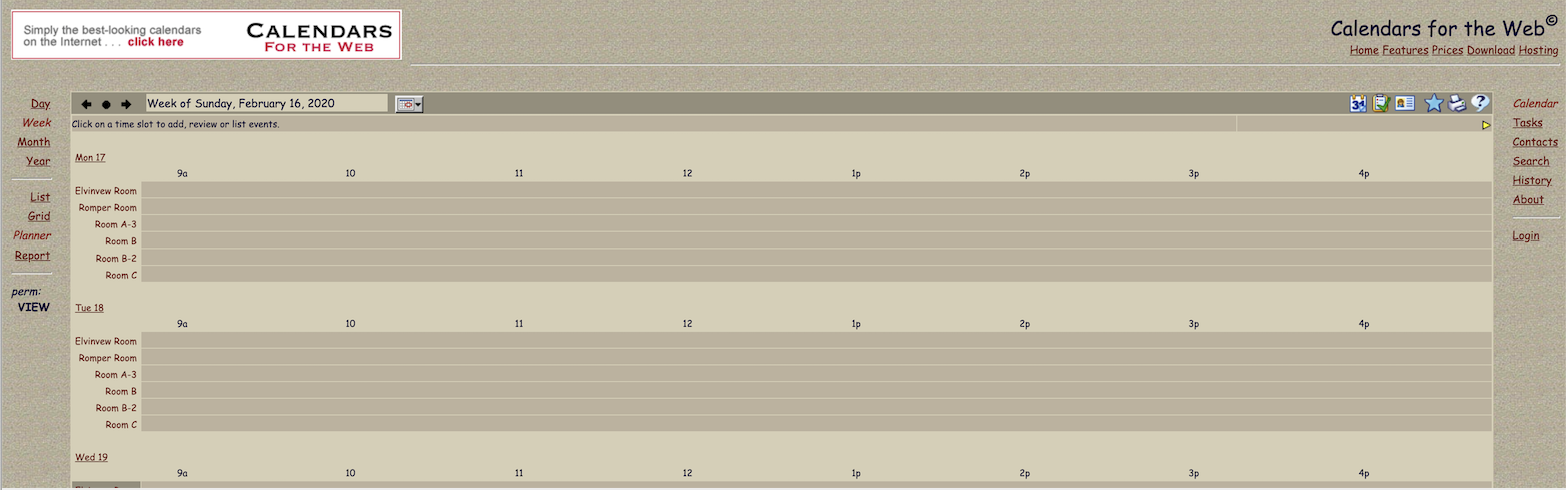 Simply the best-looking calendars
on the Internet . . . click here
CALENDARS
FOR THE WEB
Calendars for the Web©
Home Features Prices Download Hosting
Day
Week
Month
Year
List
Grid
Planner
Report
perm:
VIEW
Week of Sunday, February 16, 2020
34
?
Click on a time slot to add, review or list events.
Mon 17
9a 10 11 12 1p 2p 3p 4p
Elvinvew Room
Romper Room
Room A-3
Room B
Room B-2
Room C
Tue 18
9a 10 11 12 1p 2p 3p 4p
Elvinvew Room
Romper Room
Room A-3
Room B
Room B-2
Room C
Wed 19
9a 10 11 12 1p 2p 3p 4p
Calendar
Tasks
Contacts
Search
History
About
Login